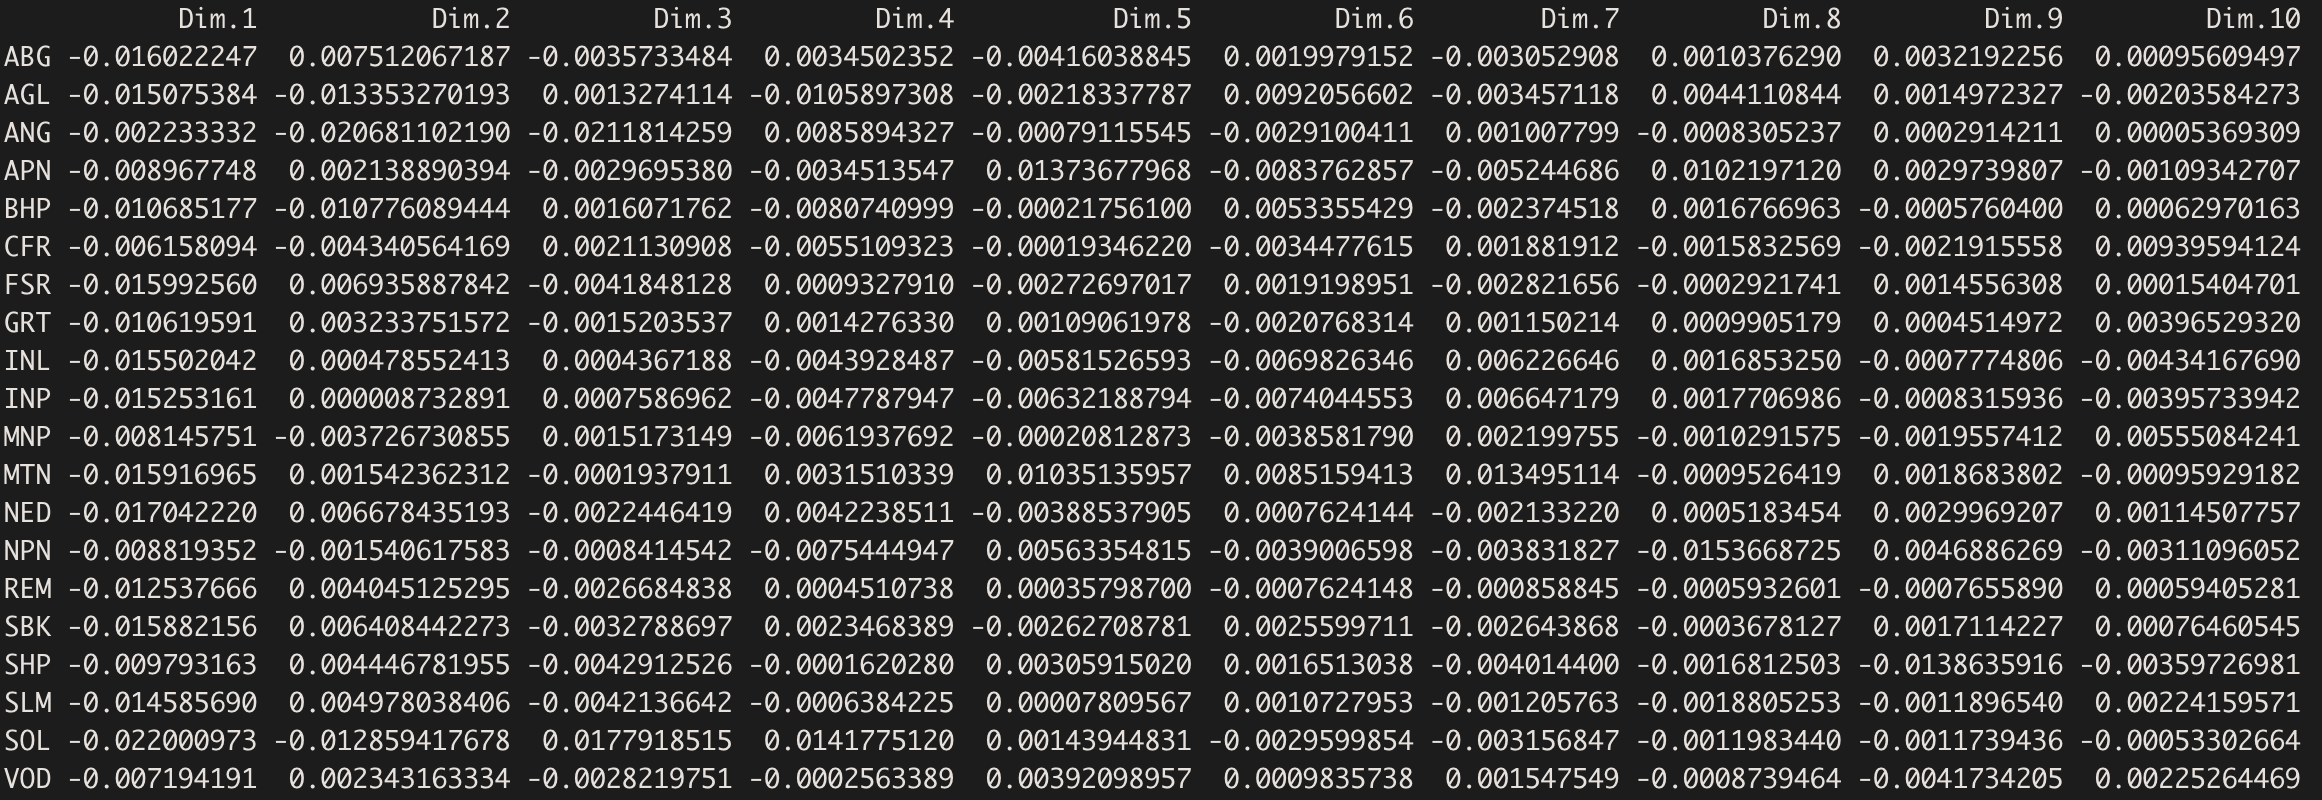 Dim.1 Dim.2 Dim.3 Dim.4 Dim.5 Dim.6 Dim.7 Dim.8 Dim.9 Dim.10
ABG -0.016022247 0.007512067187 -0.0035733484 0.0034502352 -0.00416038845 0.0019979152 -0.003052908 0.0010376290 0.0032192256 0.00095609497
AGL -0.015075384 -0.013353270193 0.0013274114 -0.0105897308 -0.00218337787 0.0092056602 -0.003457118 0.0044110844 0.0014972327 -0.00203584273
ANG -0.002233332 -0.020681102190 -0.0211814259 0.0085894327 -0.00079115545 -0.0029100411 0.001007799 -0.0008305237 0.0002914211 0.00005369309
APN -0.008967748 0.002138890394 -0.0029695380 -0.0034513547 0.01373677968 -0.0083762857 -0.005244686 0.0102197120 0.0029739807 -0.00109342707
BHP -0.010685177 -0.010776089444 0.0016071762 -0.0080740999 -0.00021756100 0.0053355429 -0.002374518 0.0016766963 -0.0005760400 0.00062970163
CFR -0.006158094 -0.004340564169 0.0021130908 -0.0055109323 -0.00019346220 -0.0034477615 0.001881912 -0.0015832569 -0.0021915558 0.00939594124
FSR -0.015992560 0.006935887842 -0.0041848128 0.0009327910 -0.00272697017 0.0019198951 -0.002821656 -0.0002921741 0.0014556308 0.00015404701
GRT -0.010619591 0.003233751572 -0.0015203537 0.0014276330 0.00109061978 -0.0020768314 0.001150214 0.0009905179 0.0004514972 0.00396529320
INL -0.015502042 0.000478552413 0.0004367188 -0.0043928487 -0.00581526593 -0.0069826346 0.006226646 0.0016853250 -0.0007774806 -0.00434167690
INP -0.015253161 0.000008732891 0.0007586962 -0.0047787947 -0.00632188794 -0.0074044553 0.006647179 0.0017706986 -0.0008315936 -0.00395733942
MNP -0.008145751 -0.003726730855 0.0015173149 -0.0061937692 -0.00020812873 -0.0038581790 0.002199755 -0.0010291575 -0.0019557412 0.00555084241
MTN -0.015916965 0.001542362312 -0.0001937911 0.0031510339 0.01035135957 0.0085159413 0.013495114 -0.0009526419 0.0018683802 -0.00095929182
NED -0.017042220 0.006678435193 -0.0022446419 0.0042238511 -0.00388537905 0.0007624144 -0.002133220 0.0005183454 0.0029969207 0.00114507757
NPN -0.008819352 -0.001540617583 -0.0008414542 -0.0075444947 0.00563354815 -0.0039006598 -0.003831827 -0.0153668725 0.0046886269 -0.00311096052
REM -0.012537666 0.004045125295 -0.0026684838 0.0004510738 0.00035798700 -0.0007624148 -0.000858845 -0.0005932601 -0.0007655890 0.00059405281
SBK -0.015882156 0.006408442273 -0.0032788697 0.0023468389 -0.00262708781 0.0025599711 -0.002643868 -0.0003678127 0.0017114227 0.00076460545
SHP -0.009793163 0.004446781955 -0.0042912526 -0.0001620280 0.00305915020 0.0016513038 -0.004014400 -0.0016812503 -0.0138635916 -0.00359726981
SLM -0.014585690 0.004978038406 -0.0042136642 -0.0006384225 0.00007809567 0.0010727953 -0.001205763 -0.0018805253 -0.0011896540 0.00224159571
SOL -0.022000973 -0.012859417678 0.0177918515 0.0141775120 0.00143944831 -0.0029599854 -0.003156847 -0.0011983440 -0.0011739436 -0.00053302664
VOD -0.007194191 0.002343163334 -0.0028219751 -0.0002563389 0.00392098957 0.0009835738 0.001547549 -0.0008739464 -0.0041734205 0.00225264469